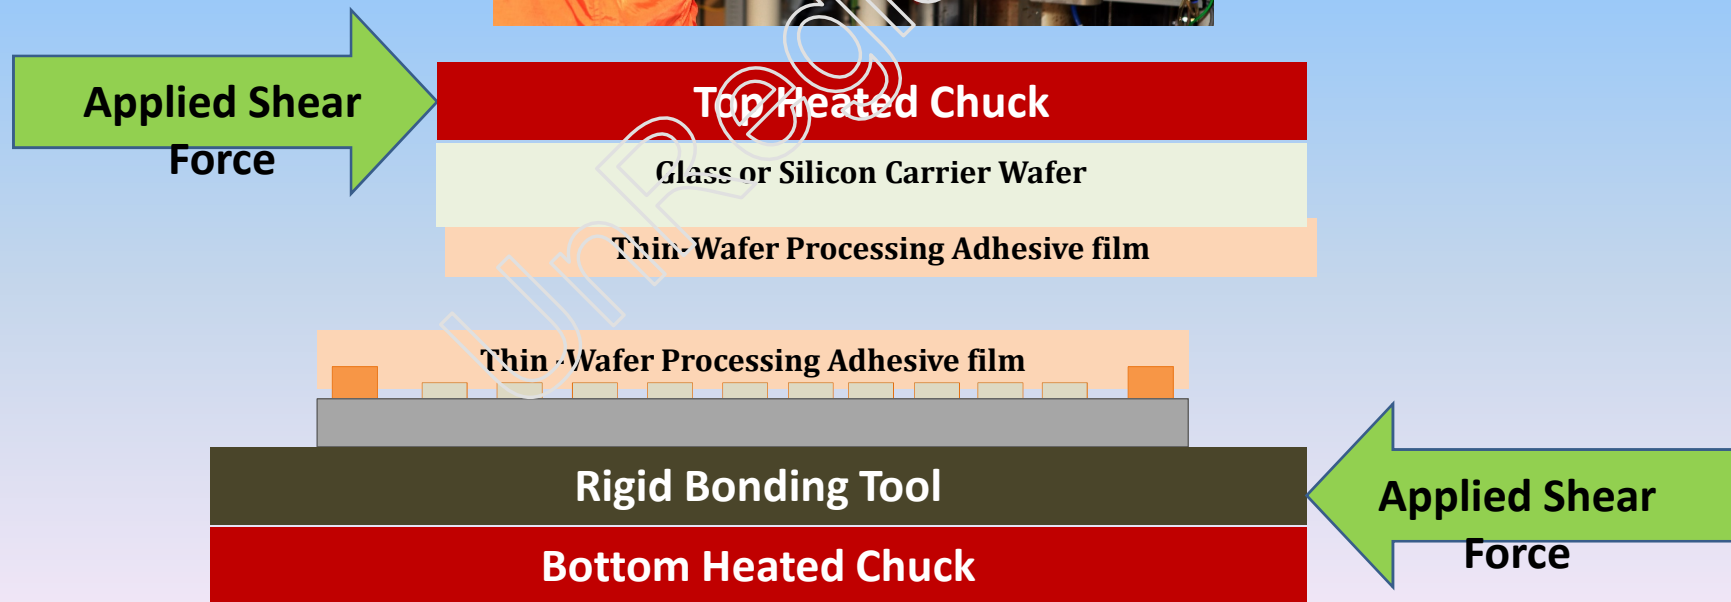 Applied Shear
Force
Top Heated Chuck
Glass or Silicon Carrier Wafer
Thin-Wafer Processing Adhesive film
Thin -Wafer Processing Adhesive film
Rigid Bonding Tool
Applied Shear
Force
Bottom Heated Chuck